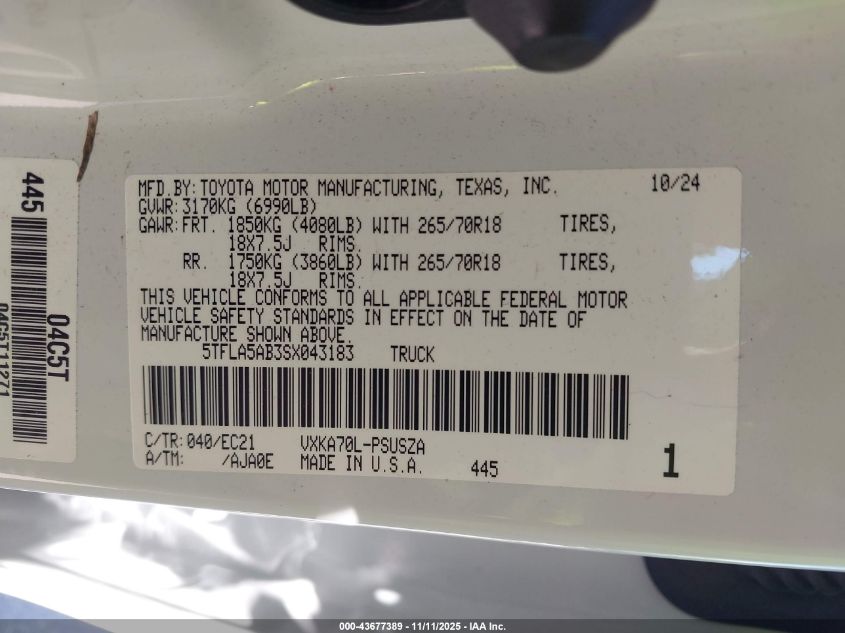 MFD.BY: TOYOTA MOTOR MANUFACTURING, TEXAS, INC. 10/24
GVWR: 3170KG (6990LB)
GAWR: FRT. 1850KG (4080LB) WITH 265/70R18 TIRES,
18X7.5J RIMS.
RR. 1750KG (3860LB) WITH 265/70R18 TIRES,
18X7.5J RIMS.
THIS VEHICLE CONFORMS TO ALL APPLICABLE FEDERAL MOTOR
VEHICLE SAFETY STANDARDS IN EFFECT ON THE DATE OF
MANUFACTURE SHOWN ABOVE.
5TFLA5AB3SX043183 TRUCK
C/TR: 040/EC21 VXKA70L-PSUSZA
A/TM: /AJA0E MADE IN U.S.A. 445 1
445
04C5T
04C5T11271
000-43677389 - 11/11/2025 - IAA Inc.